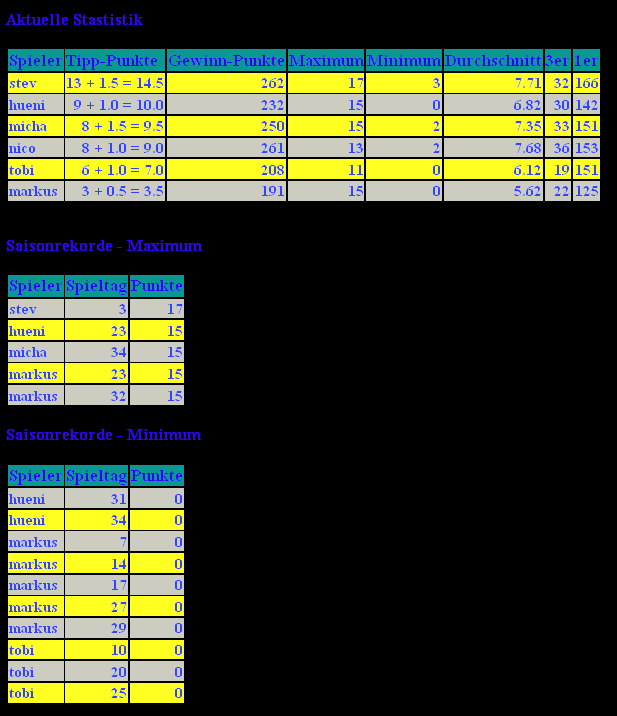 Aktuelle Stastistik
Spieler Tipp-Punkte Gewinn-Punkte Maximum Minimum Durchschnitt 3er 1er
stev 13 + 1.5 = 14.5 262 17 3 7.71 32 166
hueni 9 + 1.0 = 10.0 232 15 0 6.82 30 142
micha 8 + 1.5 = 9.5 250 15 2 7.35 33 151
nico 8 + 1.0 = 9.0 261 13 2 7.68 36 153
tobi 6 + 1.0 = 7.0 208 11 0 6.12 19 151
markus 3 + 0.5 = 3.5 191 15 0 5.62 22 125
Saisonrekorde - Maximum
Spieler Spieltag Punkte
stev 3 17
hueni 23 15
micha 34 15
markus 23 15
markus 32 15
Saisonrekorde - Minimum
Spieler Spieltag Punkte
hueni 31 0
hueni 34 0
markus 7 0
markus 14 0
markus 17 0
markus 27 0
markus 29 0
tobi 10 0
tobi 20 0
tobi 25 0